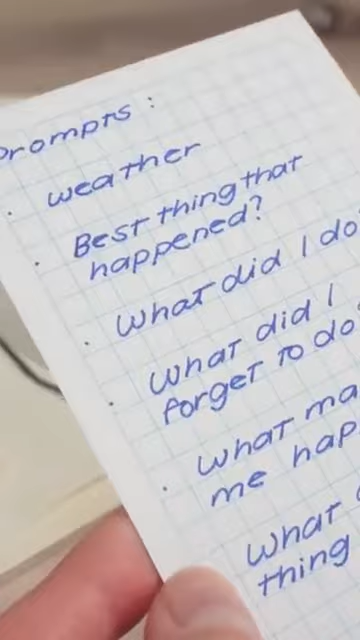 Prompts:
· weather
· Best thing that
happened?
· What did I do
· What did I
forget to do
· What ma
me hap
What
thing